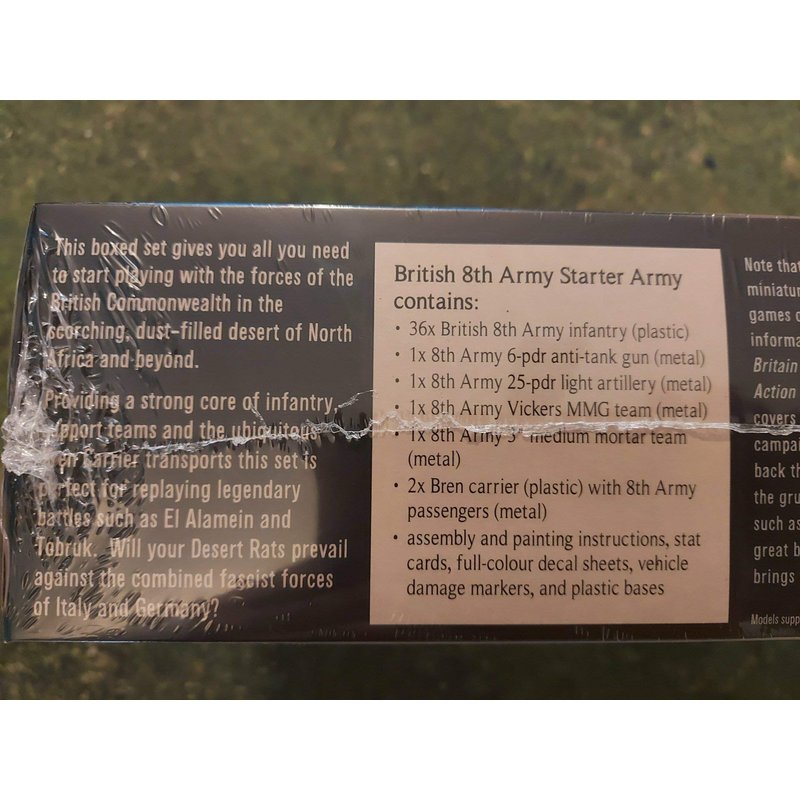 This boxed set gives you all you need
to start playing with the forces of the
British Commonwealth in the
scorching, dust-filled desert of North
Africa and beyond.
Providing a strong core of infantry,
support teams and the ubiquitous
carrier transports this set is
perfect for replaying legendary
battles such as El Alamein and
Tobruk. Will your Desert Rats prevail
against the combined fascist forces
of Italy and Germany?
British 8th Army Starter Army
contains:
• 36x British 8th Army infantry (plastic)
• 1x 8th Army 6-pdr anti-tank gun (metal)
• 1x 8th Army 25-pdr light artillery (metal)
• 1x 8th Army Vickers MMG team (metal)
• 1x 8th Army 3" medium mortar team
(metal)
• 2x Bren carrier (plastic) with 8th Army
passengers (metal)
• assembly and painting instructions, stat
cards, full-colour decal sheets, vehicle
damage markers, and plastic bases
Note that
miniatur
games o
informa
Britain
Action
covers
campai
back th
the gru
such as
great b
brings
Models supp